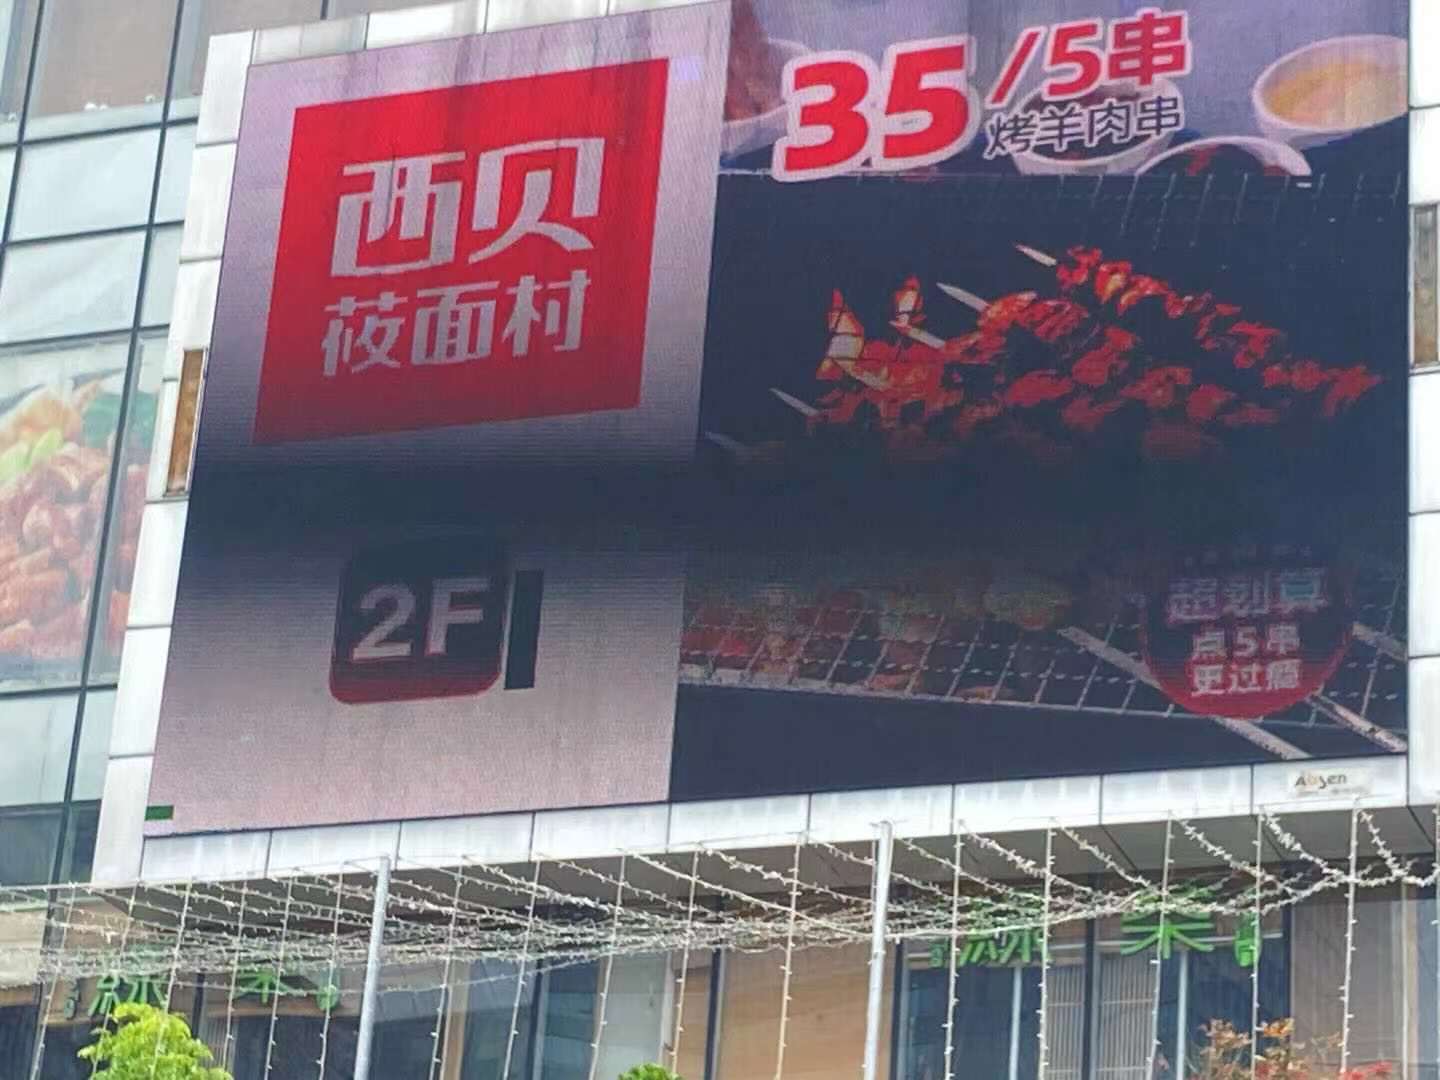 西贝
莜面村
35/5串
烤羊肉串
2F
超划算
点5串
更过瘾
Absen